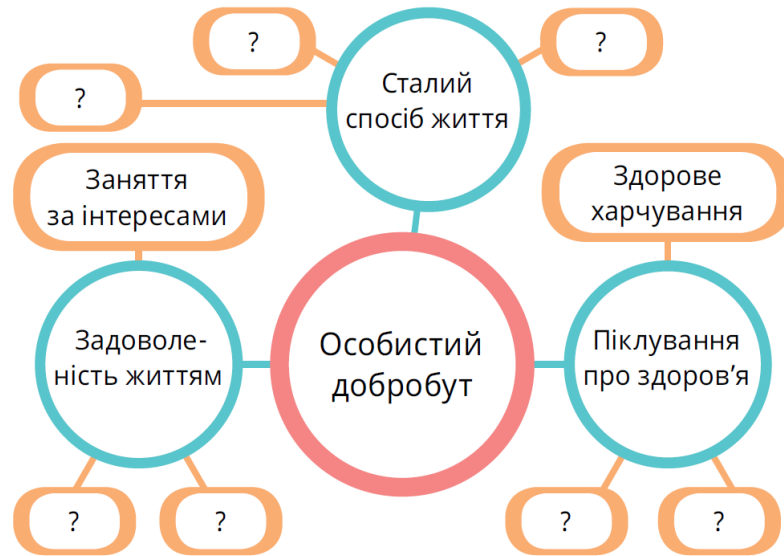 ?
?
?
Сталий
спосіб життя
Заняття
за інтересами
Здорове
харчування
Задоволе-
ність життям
Особистий
добробут
Піклування
про здоров’я
?
?
?
?